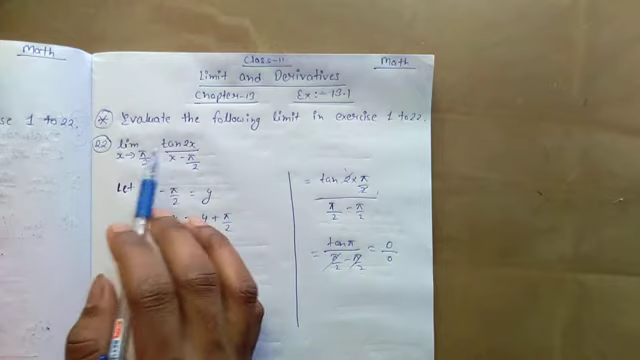 Math
Class-11
Math
Limit and Derivatives
Chapter-13 Ex:- 13.1
1 to 22.
* Evaluate the following limit in exercise 1 to 22.
22 lim x→π/2 tan2x / x - π/2
Let - π/2 = y
= y + π/2
= tan 2×π/2 / π/2 - π/2
= tanπ / π/2 - π/2 = 0/0